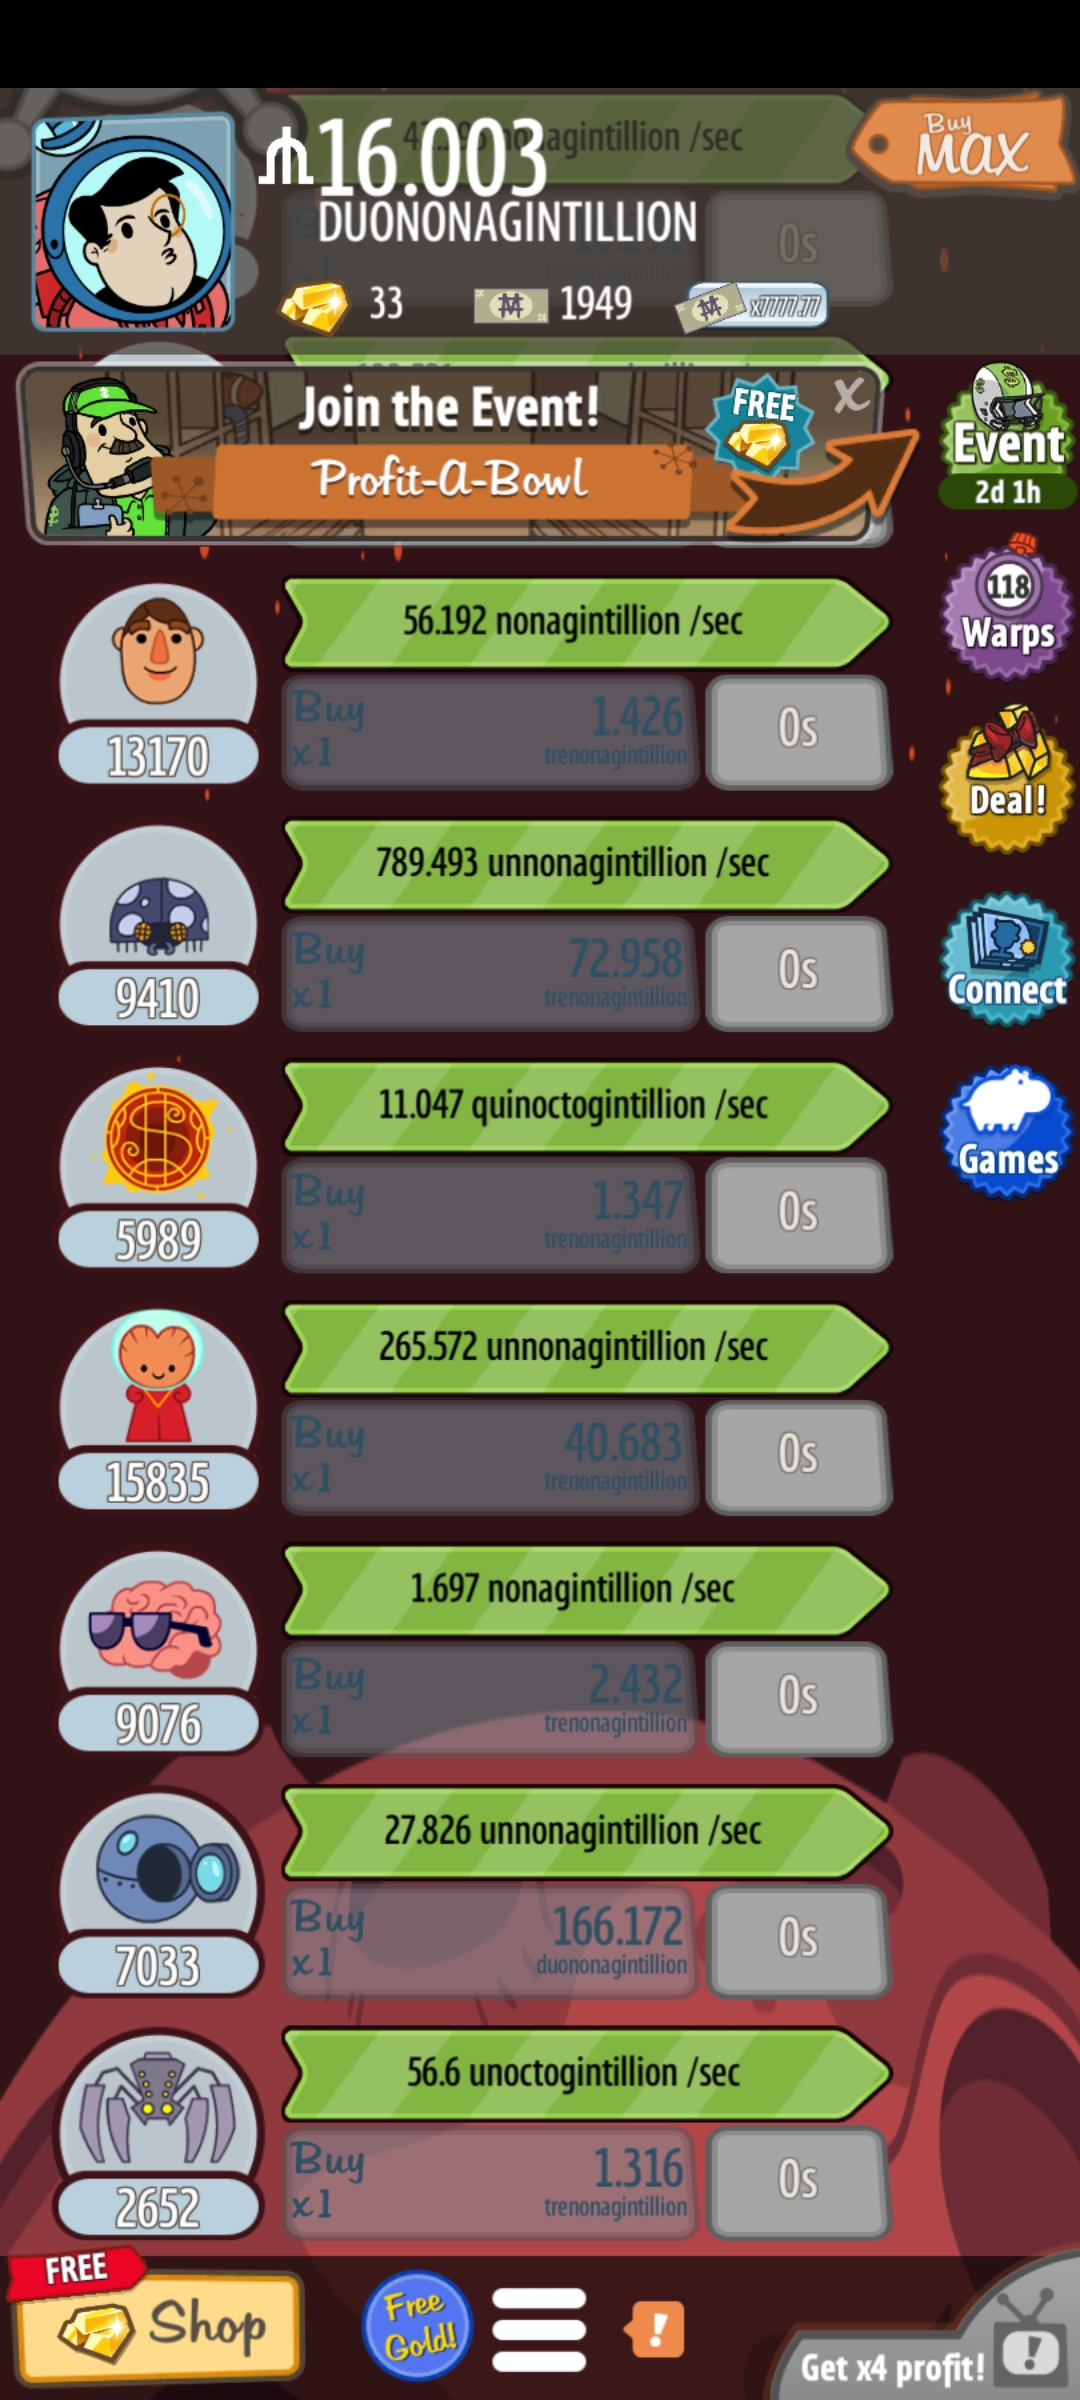 nonagintillion /sec
16.003
DUONONAGINTILLION
Buy
MAX
x1
trenonagintillion
0s
33
1949
x7777.77
Join the Event!
FREE
X
Profit-A-Bowl
Event
2d 1h
56.192 nonagintillion /sec
118
Warps
13170
Buy
x1
1.426
trenonagintillion
0s
Deal!
789.493 unnonagintillion /sec
9410
Buy
x1
72.958
trenonagintillion
0s
Connect
11.047 quinoctogintillion /sec
Games
5989
Buy
x1
1.347
trenonagintillion
0s
265.572 unnonagintillion /sec
15835
Buy
x1
40.683
trenonagintillion
0s
1.697 nonagintillion /sec
9076
Buy
x1
2.432
trenonagintillion
0s
27.826 unnonagintillion /sec
7033
Buy
x1
166.172
duononagintillion
0s
56.6 unoctogintillion /sec
2652
Buy
x1
1.316
trenonagintillion
0s
FREE
Shop
Free
Gold!
!
Get x4 profit!
!